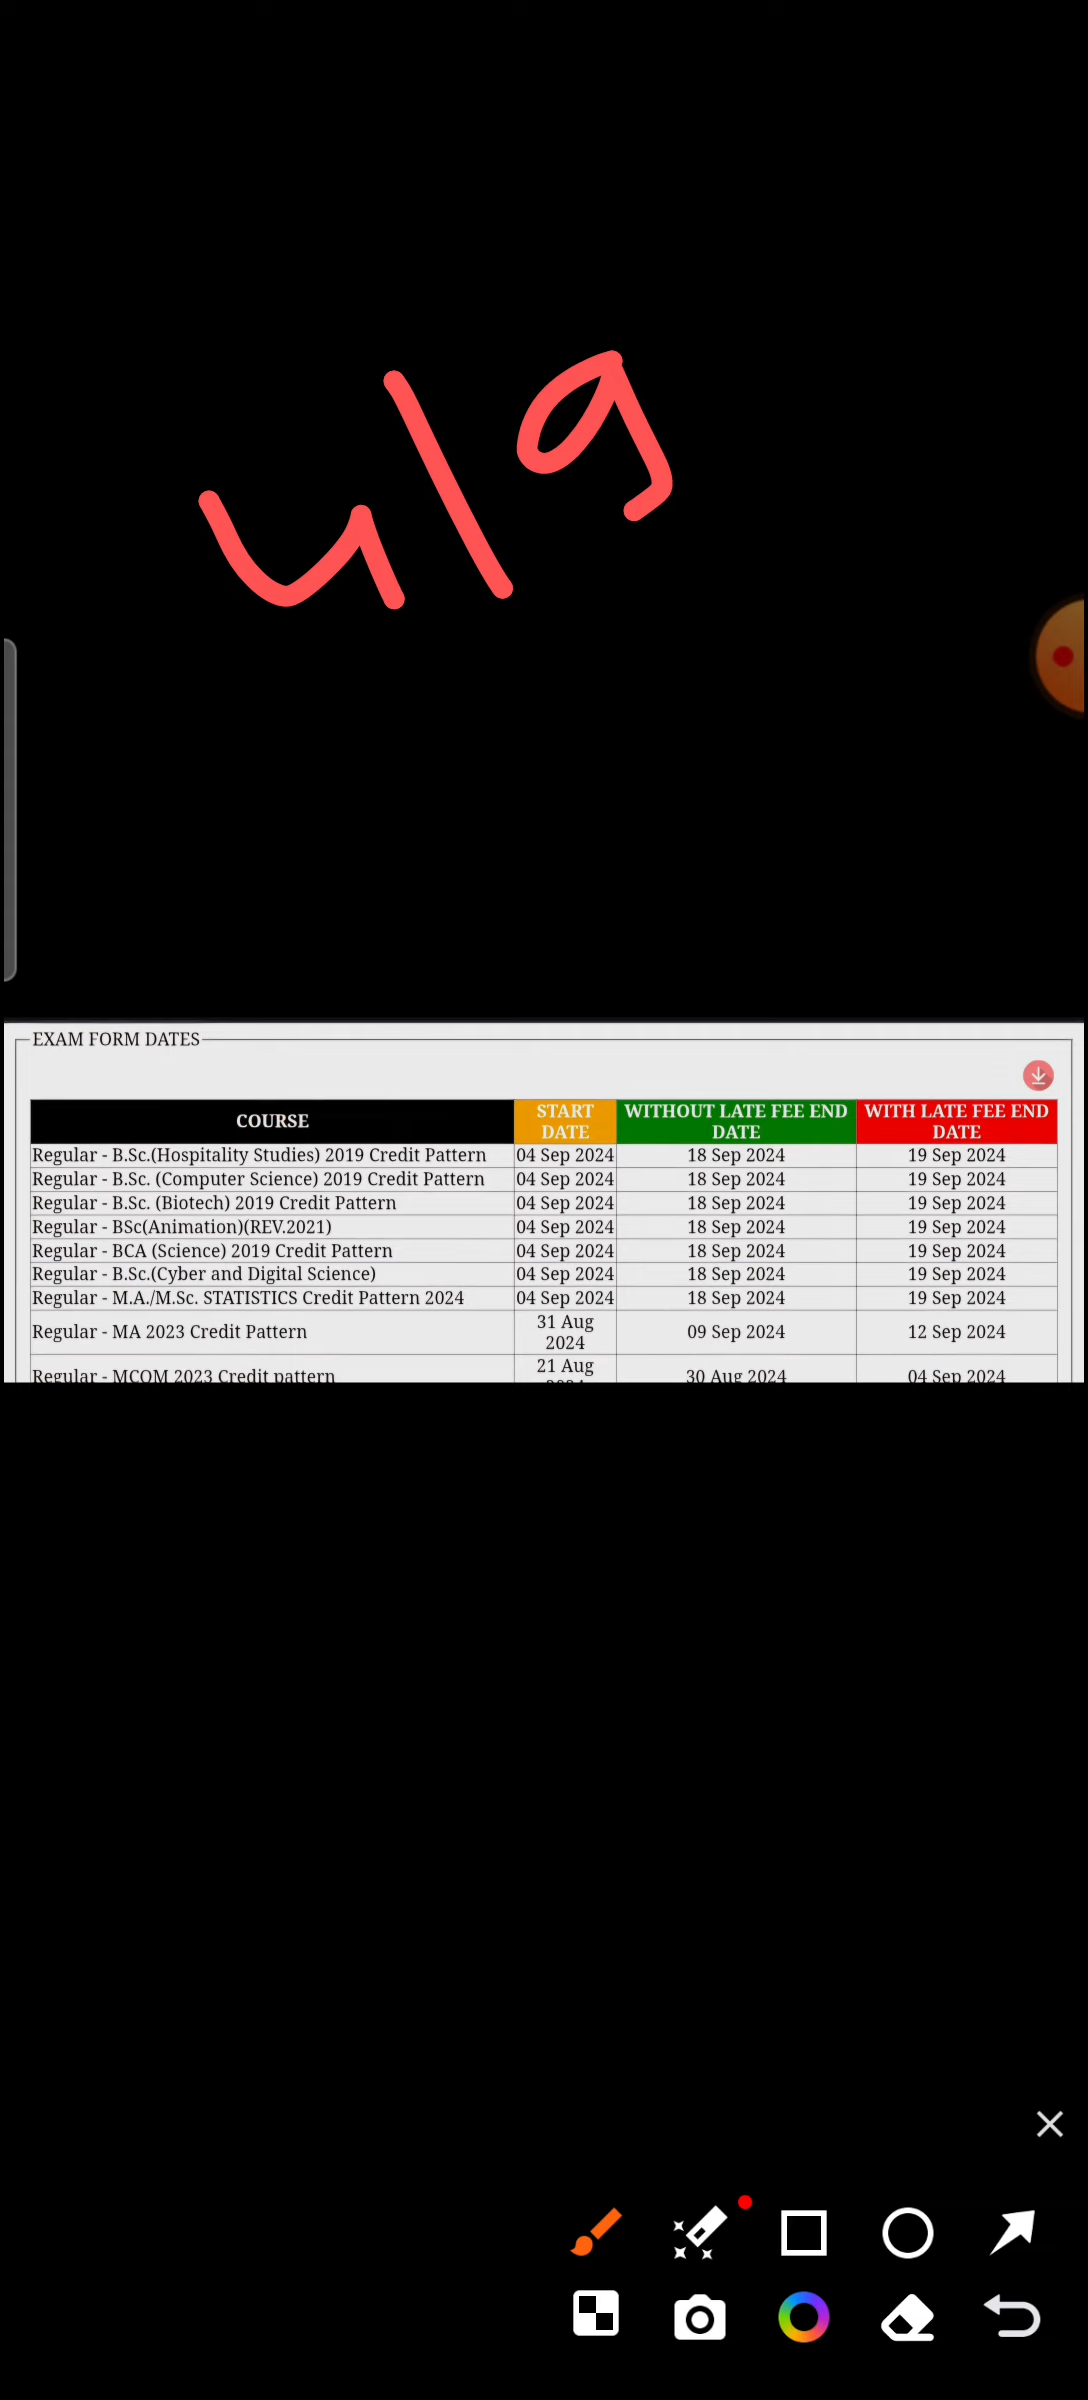 4\9
EXAM FORM DATES
COURSE START DATE WITHOUT LATE FEE END DATE WITH LATE FEE END DATE
Regular - B.Sc.(Hospitality Studies) 2019 Credit Pattern 04 Sep 2024 18 Sep 2024 19 Sep 2024
Regular - B.Sc. (Computer Science) 2019 Credit Pattern 04 Sep 2024 18 Sep 2024 19 Sep 2024
Regular - B.Sc. (Biotech) 2019 Credit Pattern 04 Sep 2024 18 Sep 2024 19 Sep 2024
Regular - BSc(Animation)(REV.2021) 04 Sep 2024 18 Sep 2024 19 Sep 2024
Regular - BCA (Science) 2019 Credit Pattern 04 Sep 2024 18 Sep 2024 19 Sep 2024
Regular - B.Sc.(Cyber and Digital Science) 04 Sep 2024 18 Sep 2024 19 Sep 2024
Regular - M.A./M.Sc. STATISTICS Credit Pattern 2024 04 Sep 2024 18 Sep 2024 19 Sep 2024
Regular - MA 2023 Credit Pattern 31 Aug 2024 09 Sep 2024 12 Sep 2024
Regular - MCOM 2023 Credit pattern 21 Aug 2024 30 Aug 2024 04 Sep 2024